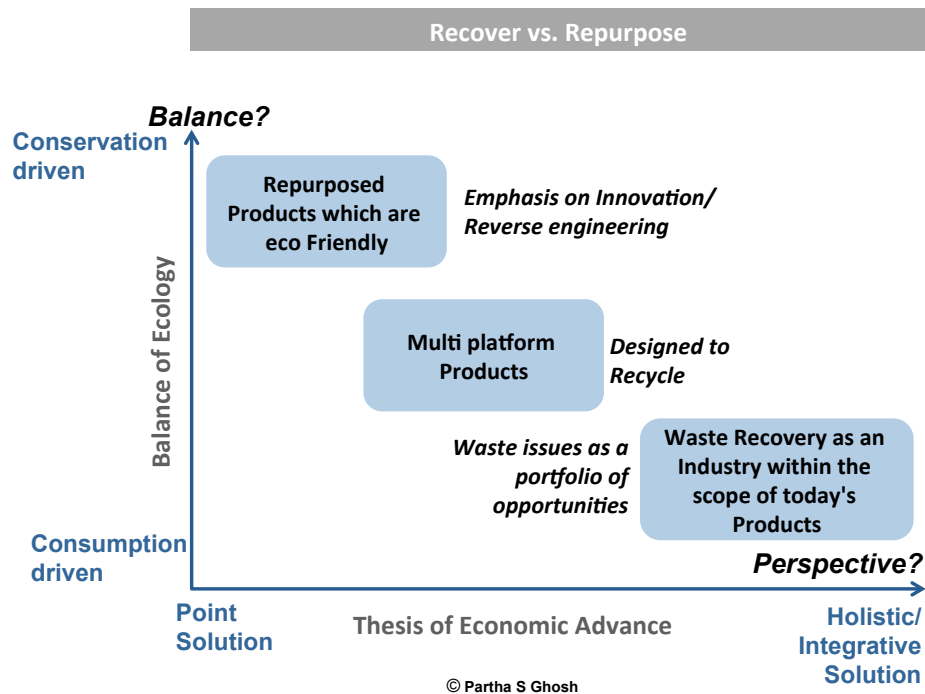 Recover vs. Repurpose
Balance?
Conservation
driven
Repurposed
Products which are
eco Friendly
Emphasis on Innovation/
Reverse engineering
Balance of Ecology
Multi platform
Products
Designed to
Recycle
Waste issues as a
portfolio of
opportunities
Waste Recovery as an
Industry within the
scope of today's
Products
Consumption
driven
Perspective?
Point
Solution
Thesis of Economic Advance
Holistic/
Integrative
Solution
© Partha S Ghosh